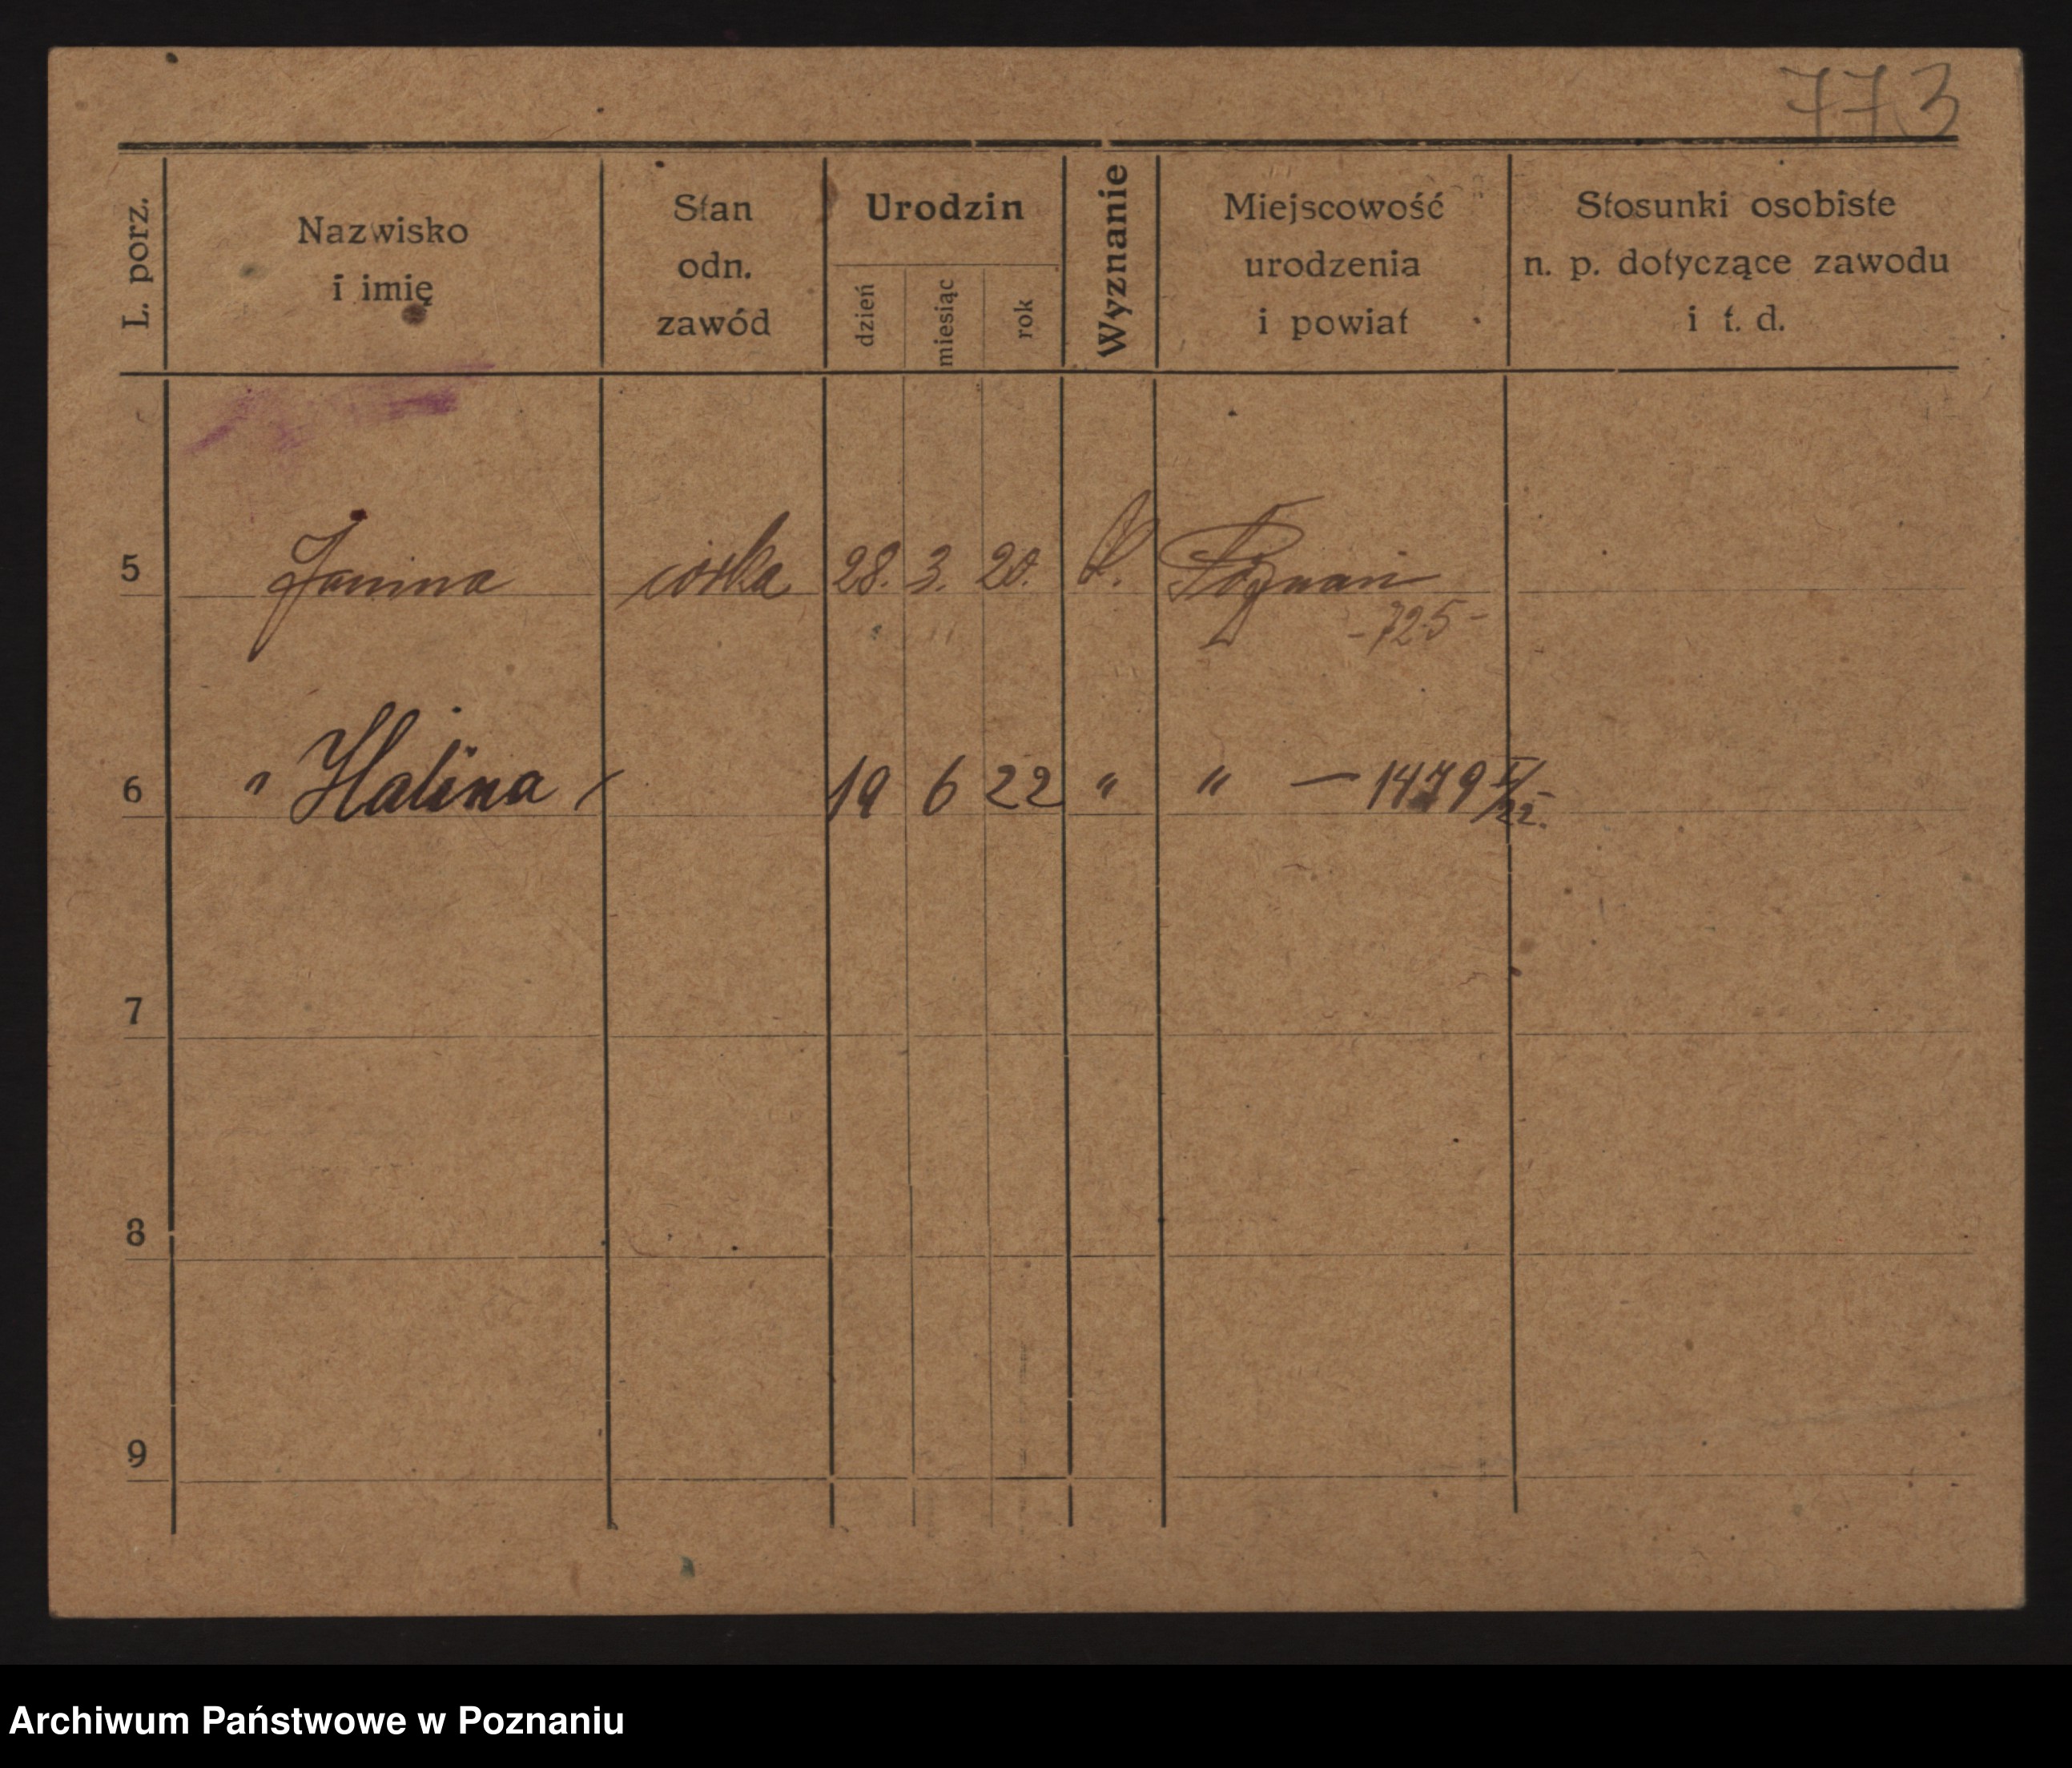 773
L. porz.
Nazwisko
i imię
Stan
odn.
zawód
Urodzin
dzień
miesiąc
rok
Wyznanie
Miejscowość
urodzenia
i powiat
Stosunki osobiste
n. p. dotyczące zawodu
i t. d.
5 Janina córka 28. 3. 20. Poznań
-725-
6 " Halina / 19 6 22 " " — 1479 I/22.
7
8
9
Archiwum Państwowe w Poznaniu